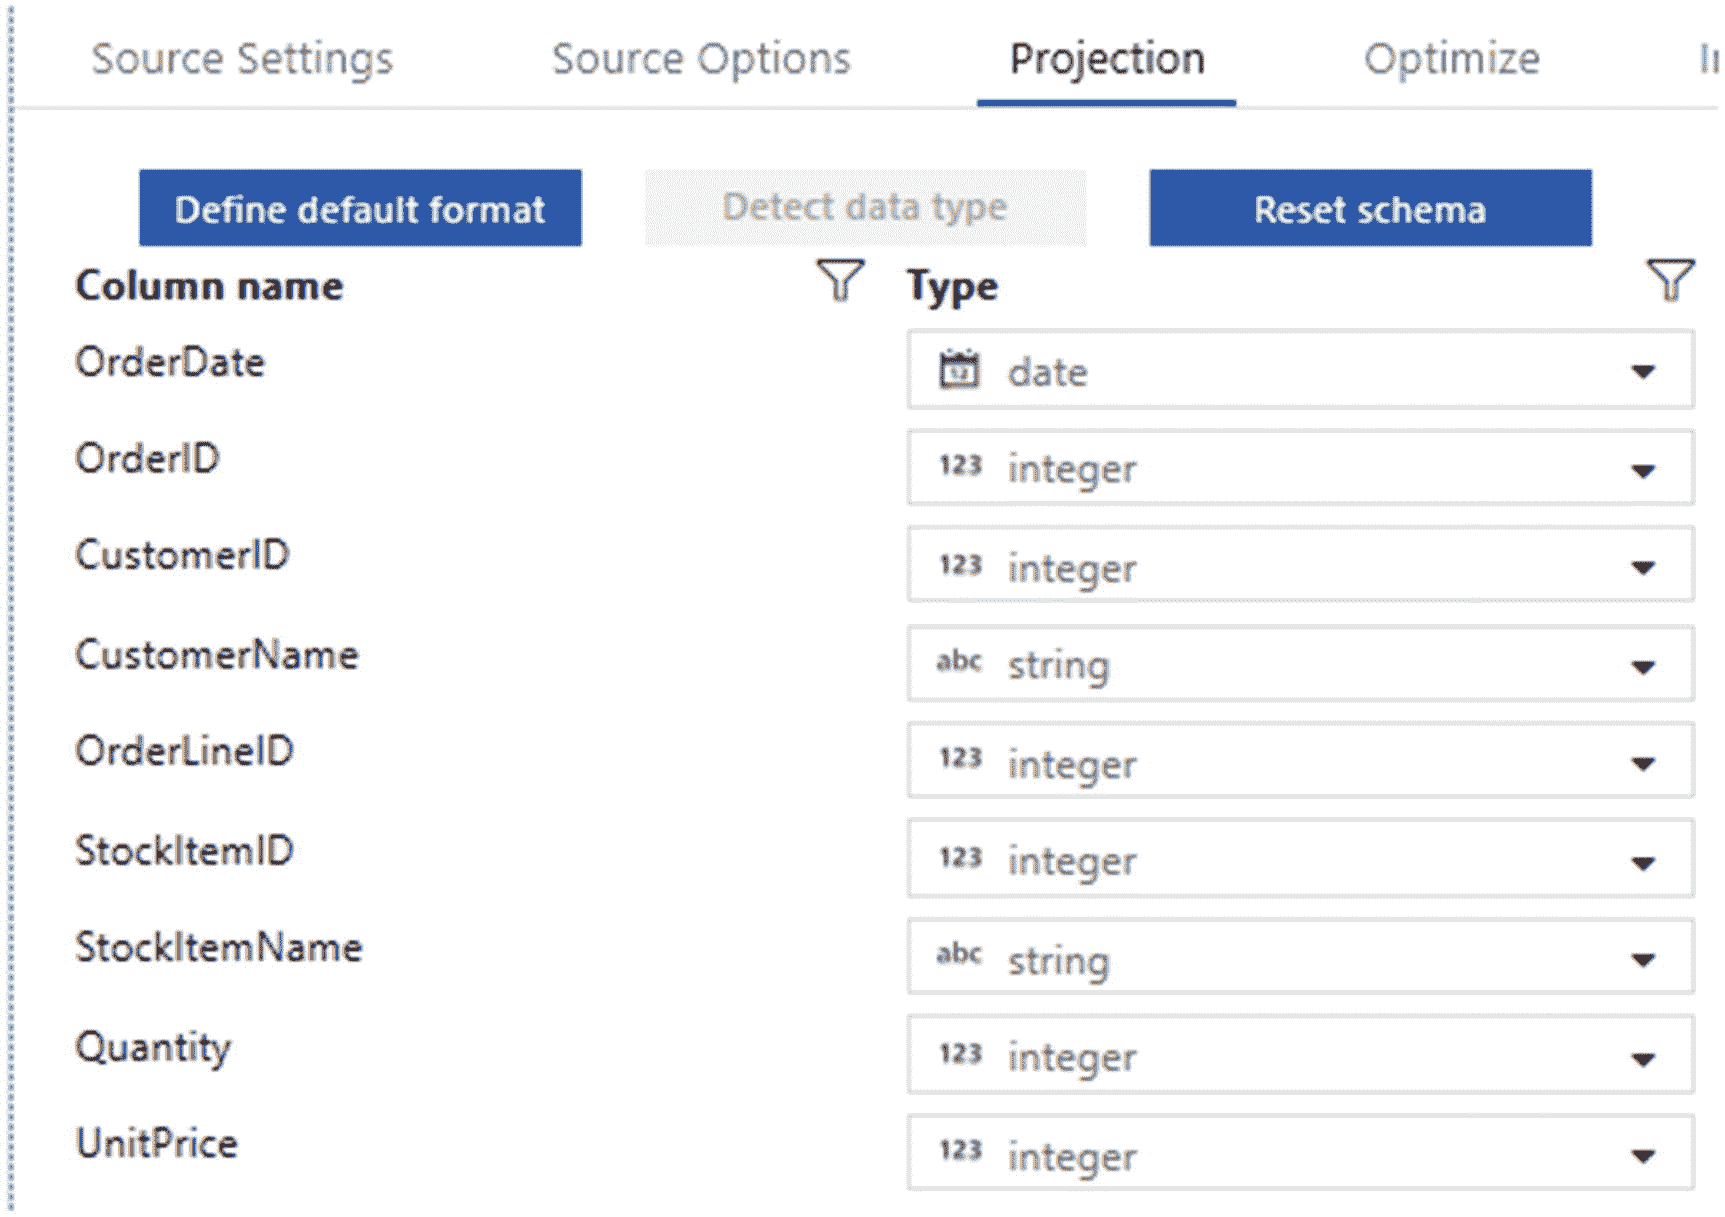 Source Settings Source Options Projection Optimize
Define default format Detect data type Reset schema
Column name Type
OrderDate 12 date
OrderID 123 integer
CustomerID 123 integer
CustomerName abc string
OrderLineID 123 integer
StockItemID 123 integer
StockItemName abc string
Quantity 123 integer
UnitPrice 123 integer